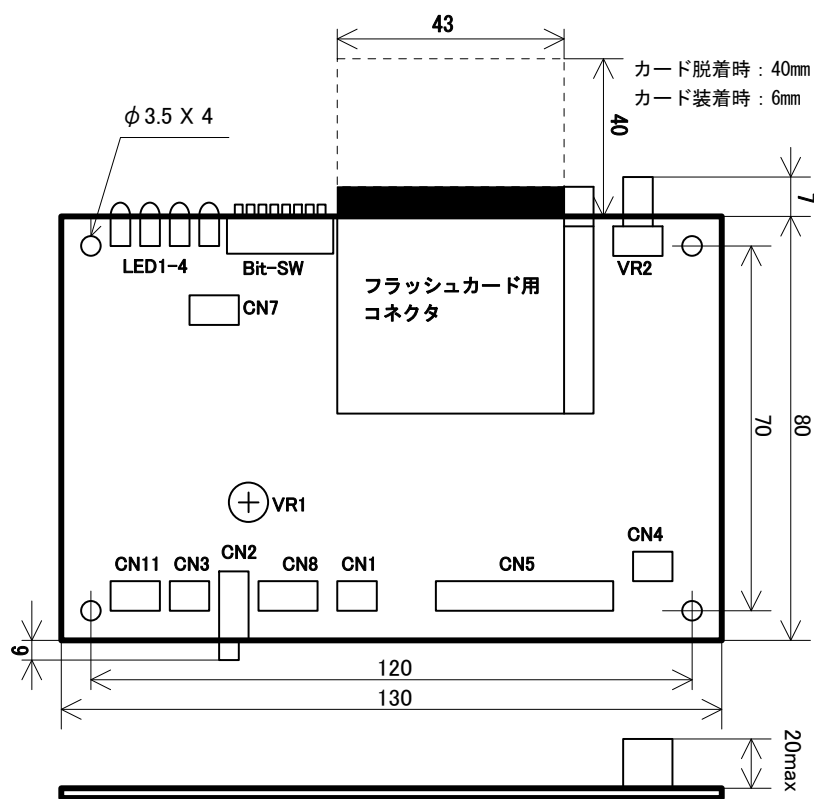 43
カード脱着時：40mm
カード装着時：6mm
φ3.5 X 4
40
7
LED1-4
Bit-SW
VR2
フラッシュカード用
コネクタ
CN7
70
80
VR1
CN11
CN3
CN2
CN8
CN1
CN5
CN4
6
120
130
20max